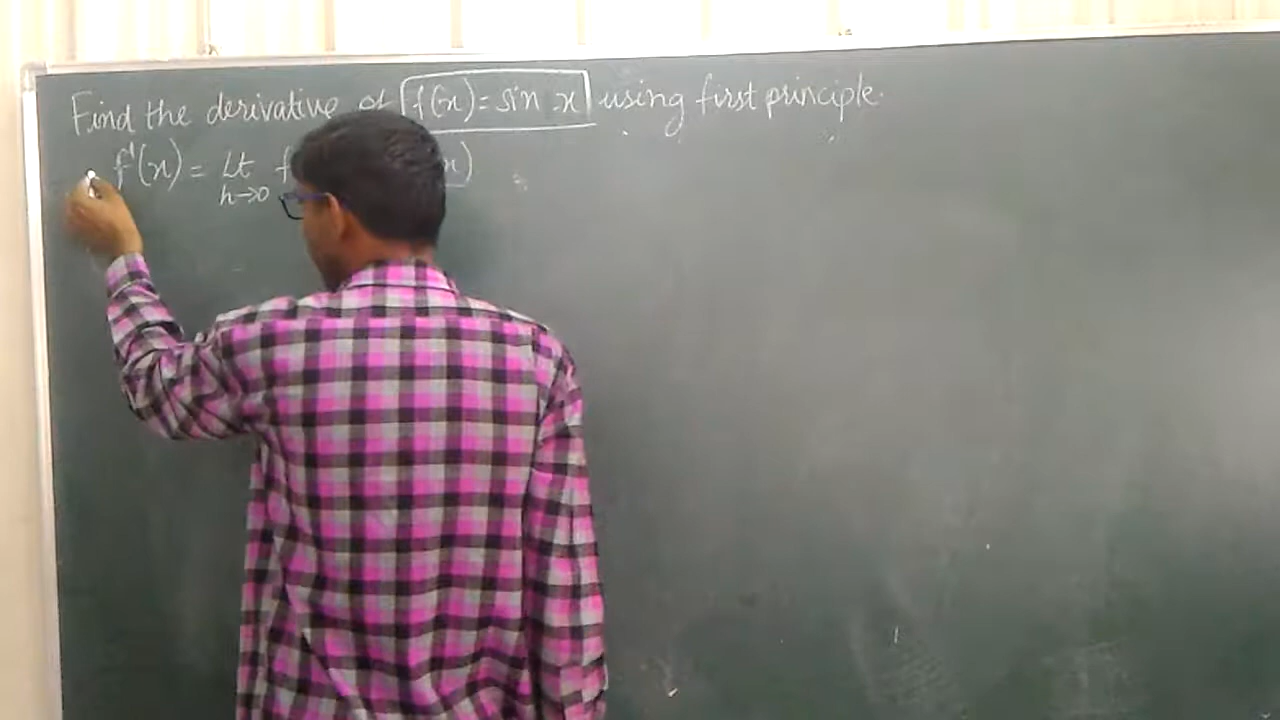 Find the derivative of f(x) = sin x using first principle.
f'(x) = Lt f x)
h→0